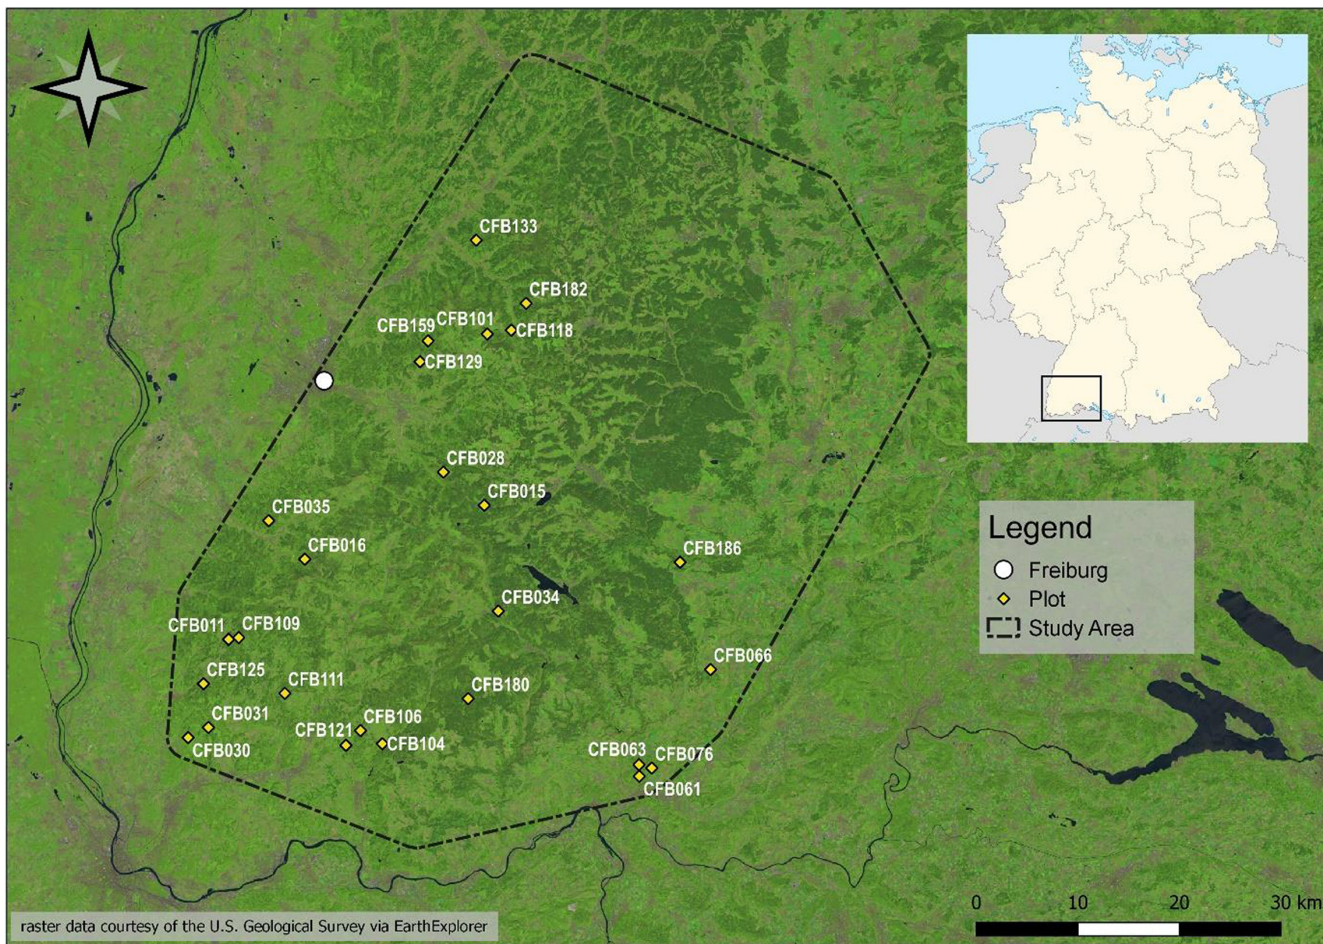 CFB133
CFB182
CFB159
CFB101
CFB118
CFB129
CFB028
CFB015
CFB035
CFB016
CFB186
CFB034
CFB011
CFB109
CFB066
CFB125
CFB111
CFB180
CFB031
CFB106
CFB121
CFB104
CFB030
CFB063
CFB076
CFB061
Legend
Freiburg
Plot
Study Area
0 10 20 30 km
raster data courtesy of the U.S. Geological Survey via EarthExplorer